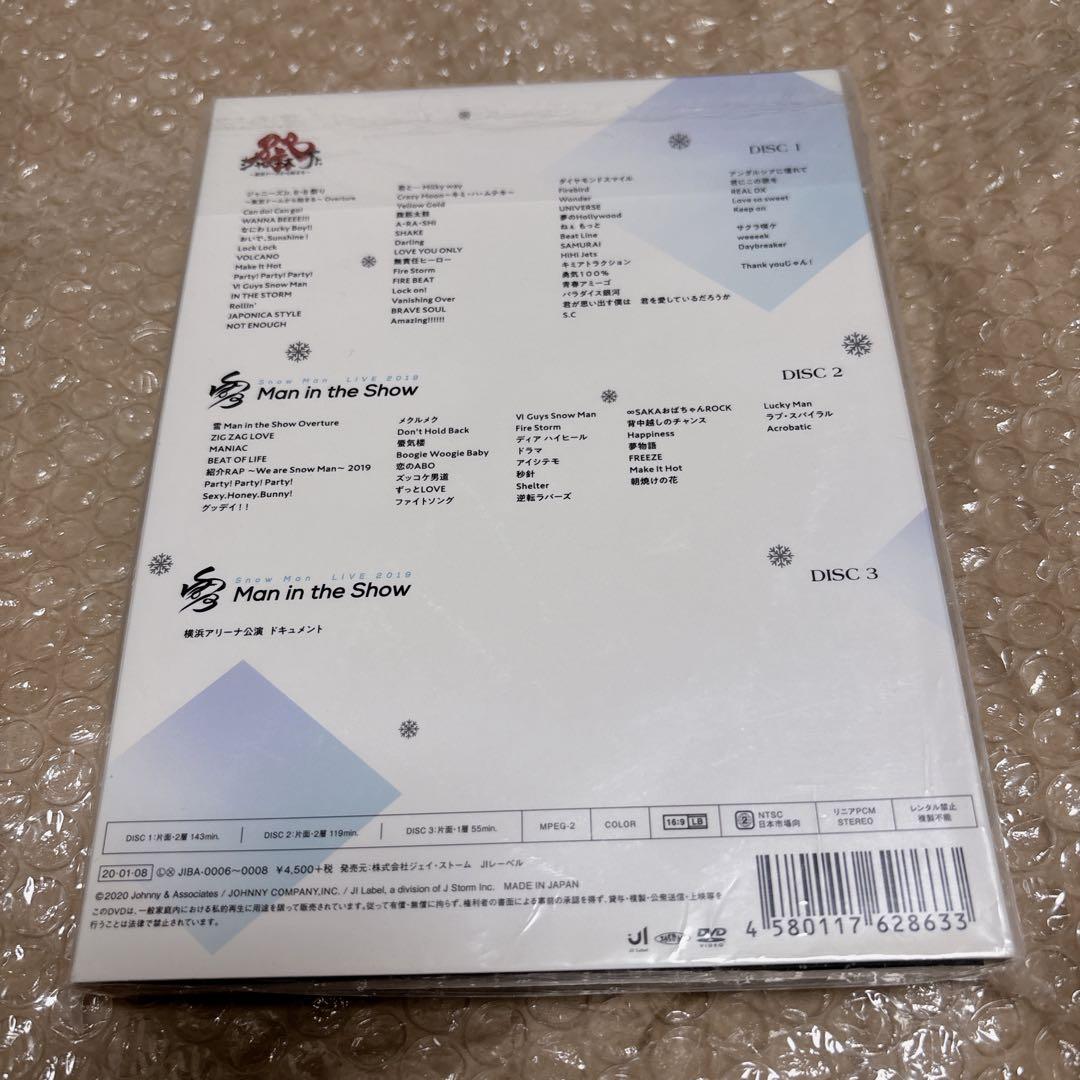 祭
ジャニーズJr.
DISC 1
ジャニーズJr. 8・8 祭り
～東京ドームから始まる～ Overture
Can do! Can go!
WANNA BEEEE!!!
なにわ Lucky Boy!!
おいで、Sunshine!
Lock Lock
VOLCANO
Make It Hot
Party! Party! Party!
VI Guys Snow Man
IN THE STORM
Rollin'
JAPONICA STYLE
NOT ENOUGH
君と…Milky way
Crazy Moon～キミ・ハ・ムテキ～
Yellow Gold
腹筋太鼓
A・RA・SHI
SHAKE
Darling
LOVE YOU ONLY
無責任ヒーロー
Fire Storm
FIRE BEAT
Lock on!
Vanishing Over
BRAVE SOUL
Amazing!!!!!!
ダイヤモンドスマイル
Firebird
Wonder
UNIVERSE
夢のHollywood
ねぇ もっと
Beat Line
SAMURAI
HiHi Jets
キミアトラクション
勇気100%
青春アミーゴ
パラダイス銀河
君が思い出す僕は 君を愛しているだろうか
S.C
アンダルシアに憧れて
君にこの歌を
REAL DX
Love so sweet
Keep on
サクラ咲ケ
weeeek
Daybreaker
Thank youじゃん!
Snow Man LIVE 2019
Man in the Show
DISC 2
雪 Man in the Show Overture
ZIG ZAG LOVE
MANIAC
BEAT OF LIFE
紹介RAP ～We are Snow Man～ 2019
Party! Party! Party!
Sexy.Honey.Bunny!
グッデイ！！
メクルメク
Don't Hold Back
蜃気楼
Boogie Woogie Baby
恋のABO
ズッコケ男道
ずっとLOVE
ファイトソング
VI Guys Snow Man
Fire Storm
ディア ハイヒール
ドラマ
アイシテモ
秒針
Shelter
逆転ラバーズ
∞SAKAおばちゃんROCK
背中越しのチャンス
Happiness
夢物語
FREEZE
Make It Hot
朝焼けの花
Lucky Man
ラブ・スパイラル
Acrobatic
Snow Man LIVE 2019
Man in the Show
DISC 3
横浜アリーナ公演 ドキュメント
DISC 1：片面・2層 143min.
DISC 2：片面・2層 119min.
DISC 3：片面・1層 55min.
MPEG-2
COLOR
16:9 LB
2
NTSC
日本市場向
リニアPCM
STEREO
レンタル禁止
複製不能
20·01·08 ⓁⓍ JIBA-0006～0008 ¥4,500+税 発売元：株式会社ジェイ・ストーム JIレーベル
©2020 Johnny & Associates / JOHNNY COMPANY,INC. / JI Label, a division of J Storm Inc. MADE IN JAPAN
このDVDは、一般家庭内における私的再生に用途を限って販売されています。従って有償・無償に拘らず、権利者の書面による事前の承認を得ず、貸与・複製・公衆送信・上映等を
行うことは法律で禁止されています。
JI
JI Label
DVD
VIDEO
4 580117 628633